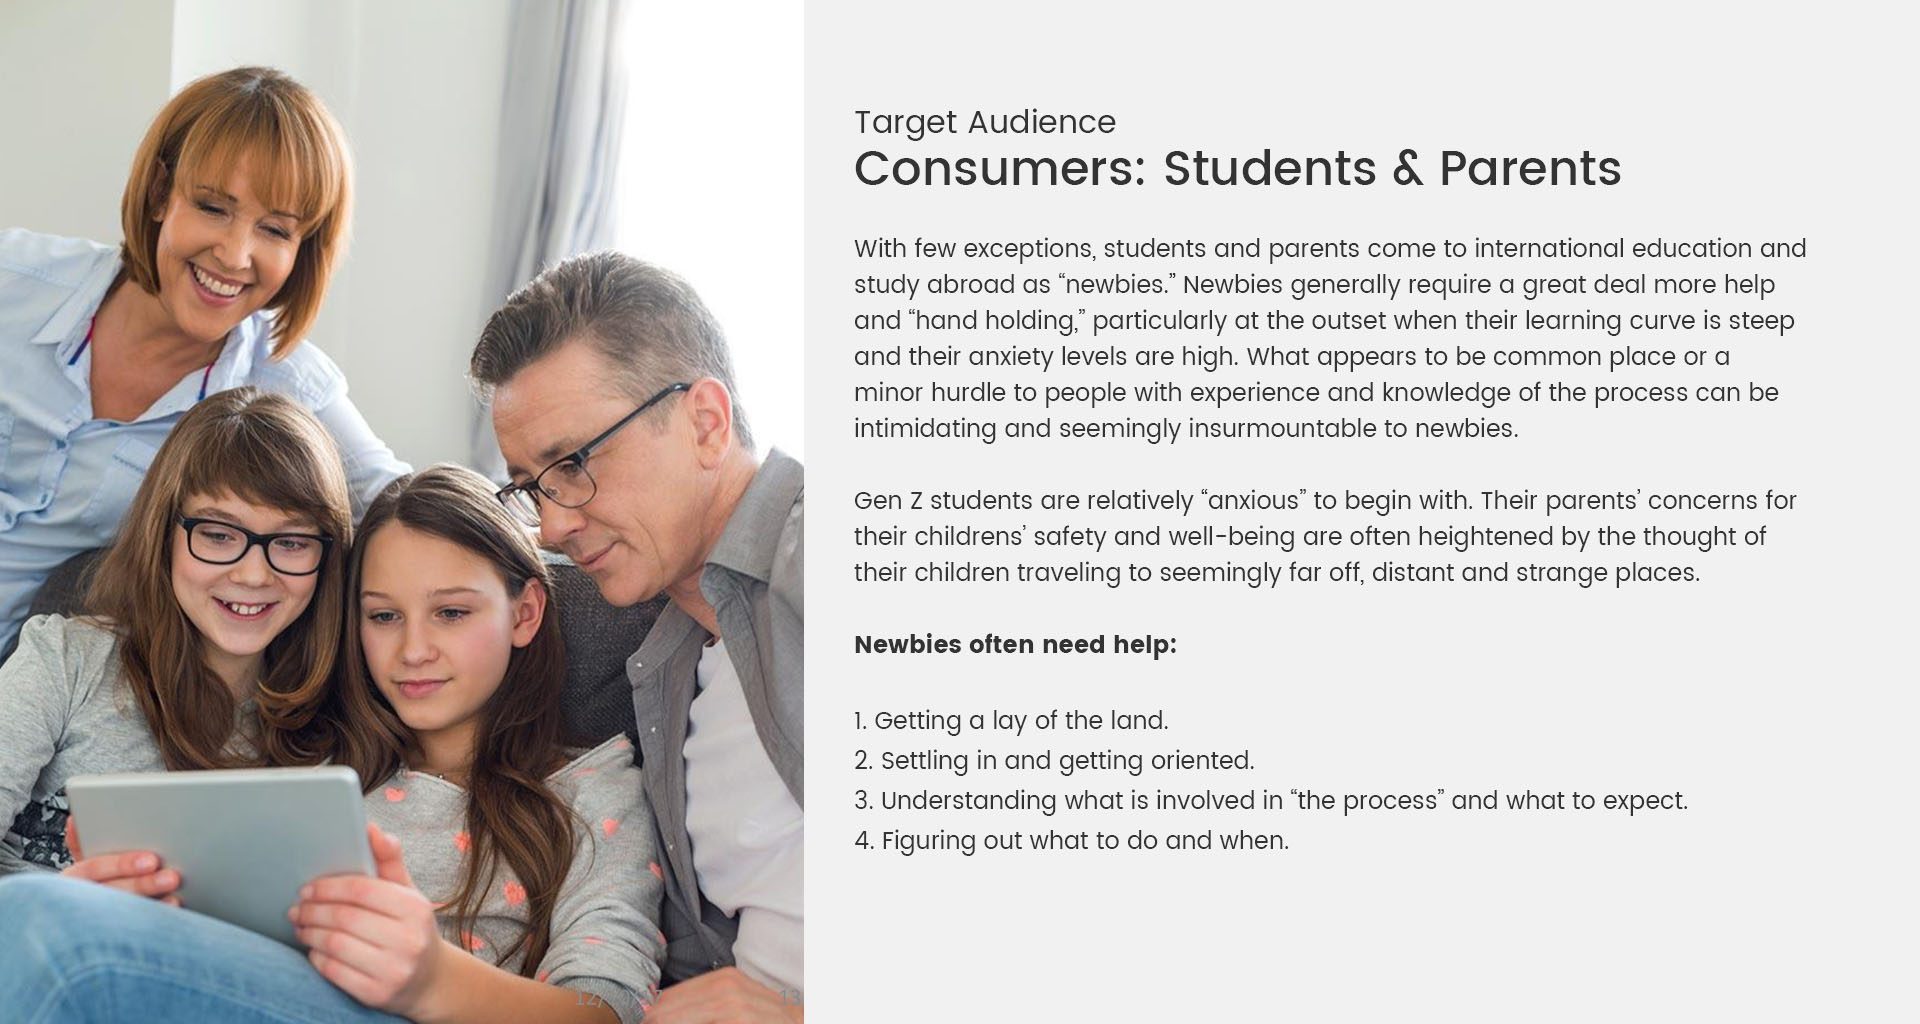 Target Audience
Consumers: Students & Parents
With few exceptions, students and parents come to international education and
study abroad as “newbies.” Newbies generally require a great deal more help
and “hand holding,” particularly at the outset when their learning curve is steep
and their anxiety levels are high. What appears to be common place or a
minor hurdle to people with experience and knowledge of the process can be
intimidating and seemingly insurmountable to newbies.
Gen Z students are relatively “anxious” to begin with. Their parents’ concerns for
their childrens’ safety and well-being are often heightened by the thought of
their children traveling to seemingly far off, distant and strange places.
Newbies often need help:
1. Getting a lay of the land.
2. Settling in and getting oriented.
3. Understanding what is involved in “the process” and what to expect.
4. Figuring out what to do and when.
13